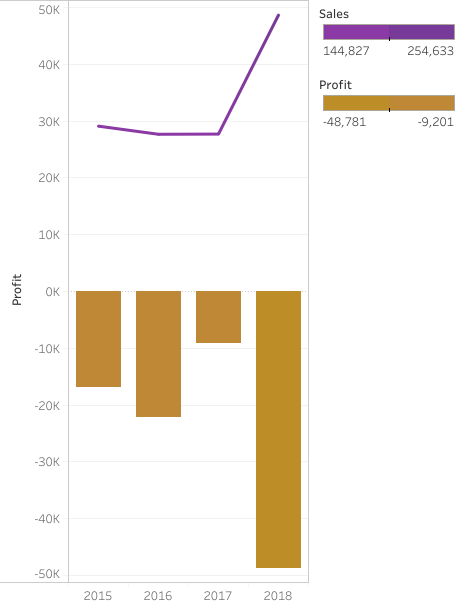 50K
40K
30K
20K
10K
0K
-10K
-20K
-30K
-40K
-50K
Profit
2015 2016 2017 2018
Sales
144,827 254,633
Profit
-48,781 -9,201